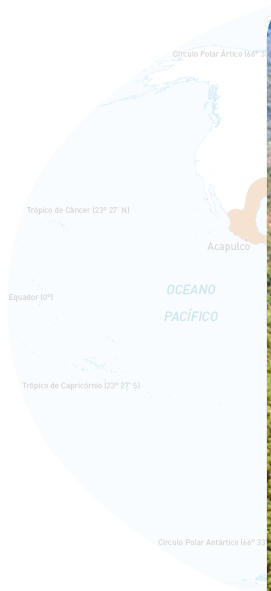 Círculo Polar Ártico (66° 33
Trópico de Câncer (23° 27' N)
Acapulco
OCEANO
Equador (0°)
PACÍFICO
Trópico de Capricórnio (23° 27' S)
Círculo Polar Antártico (66° 33